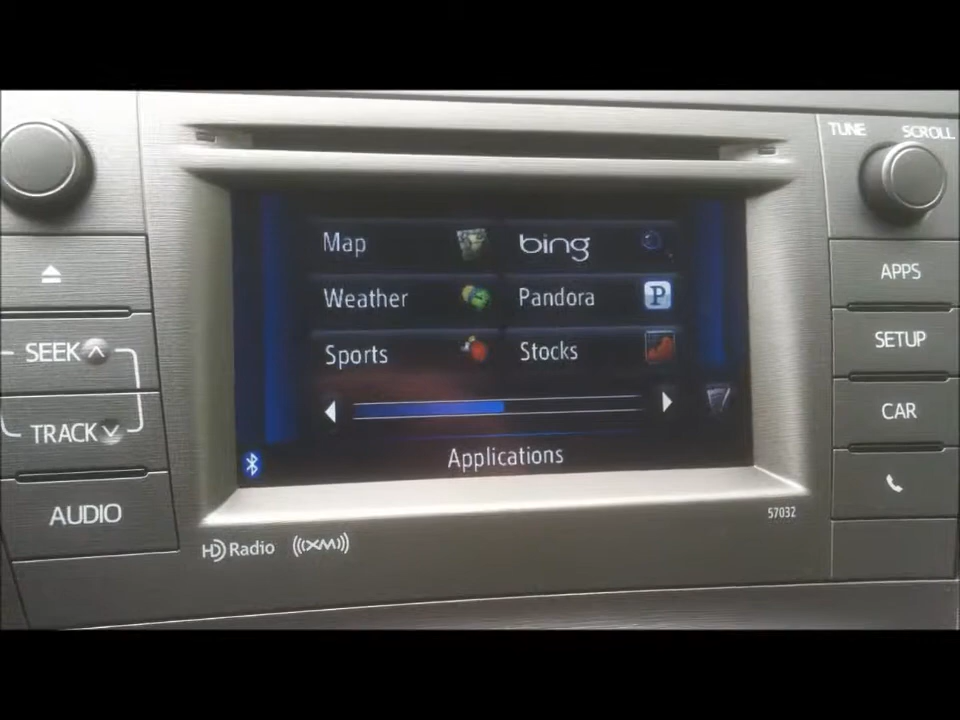 TUNE SCROLL
Map bing
Weather Pandora P
Sports Stocks
Applications
SEEK
TRACK
AUDIO
APPS
SETUP
CAR
57032
HD Radio ((XM))